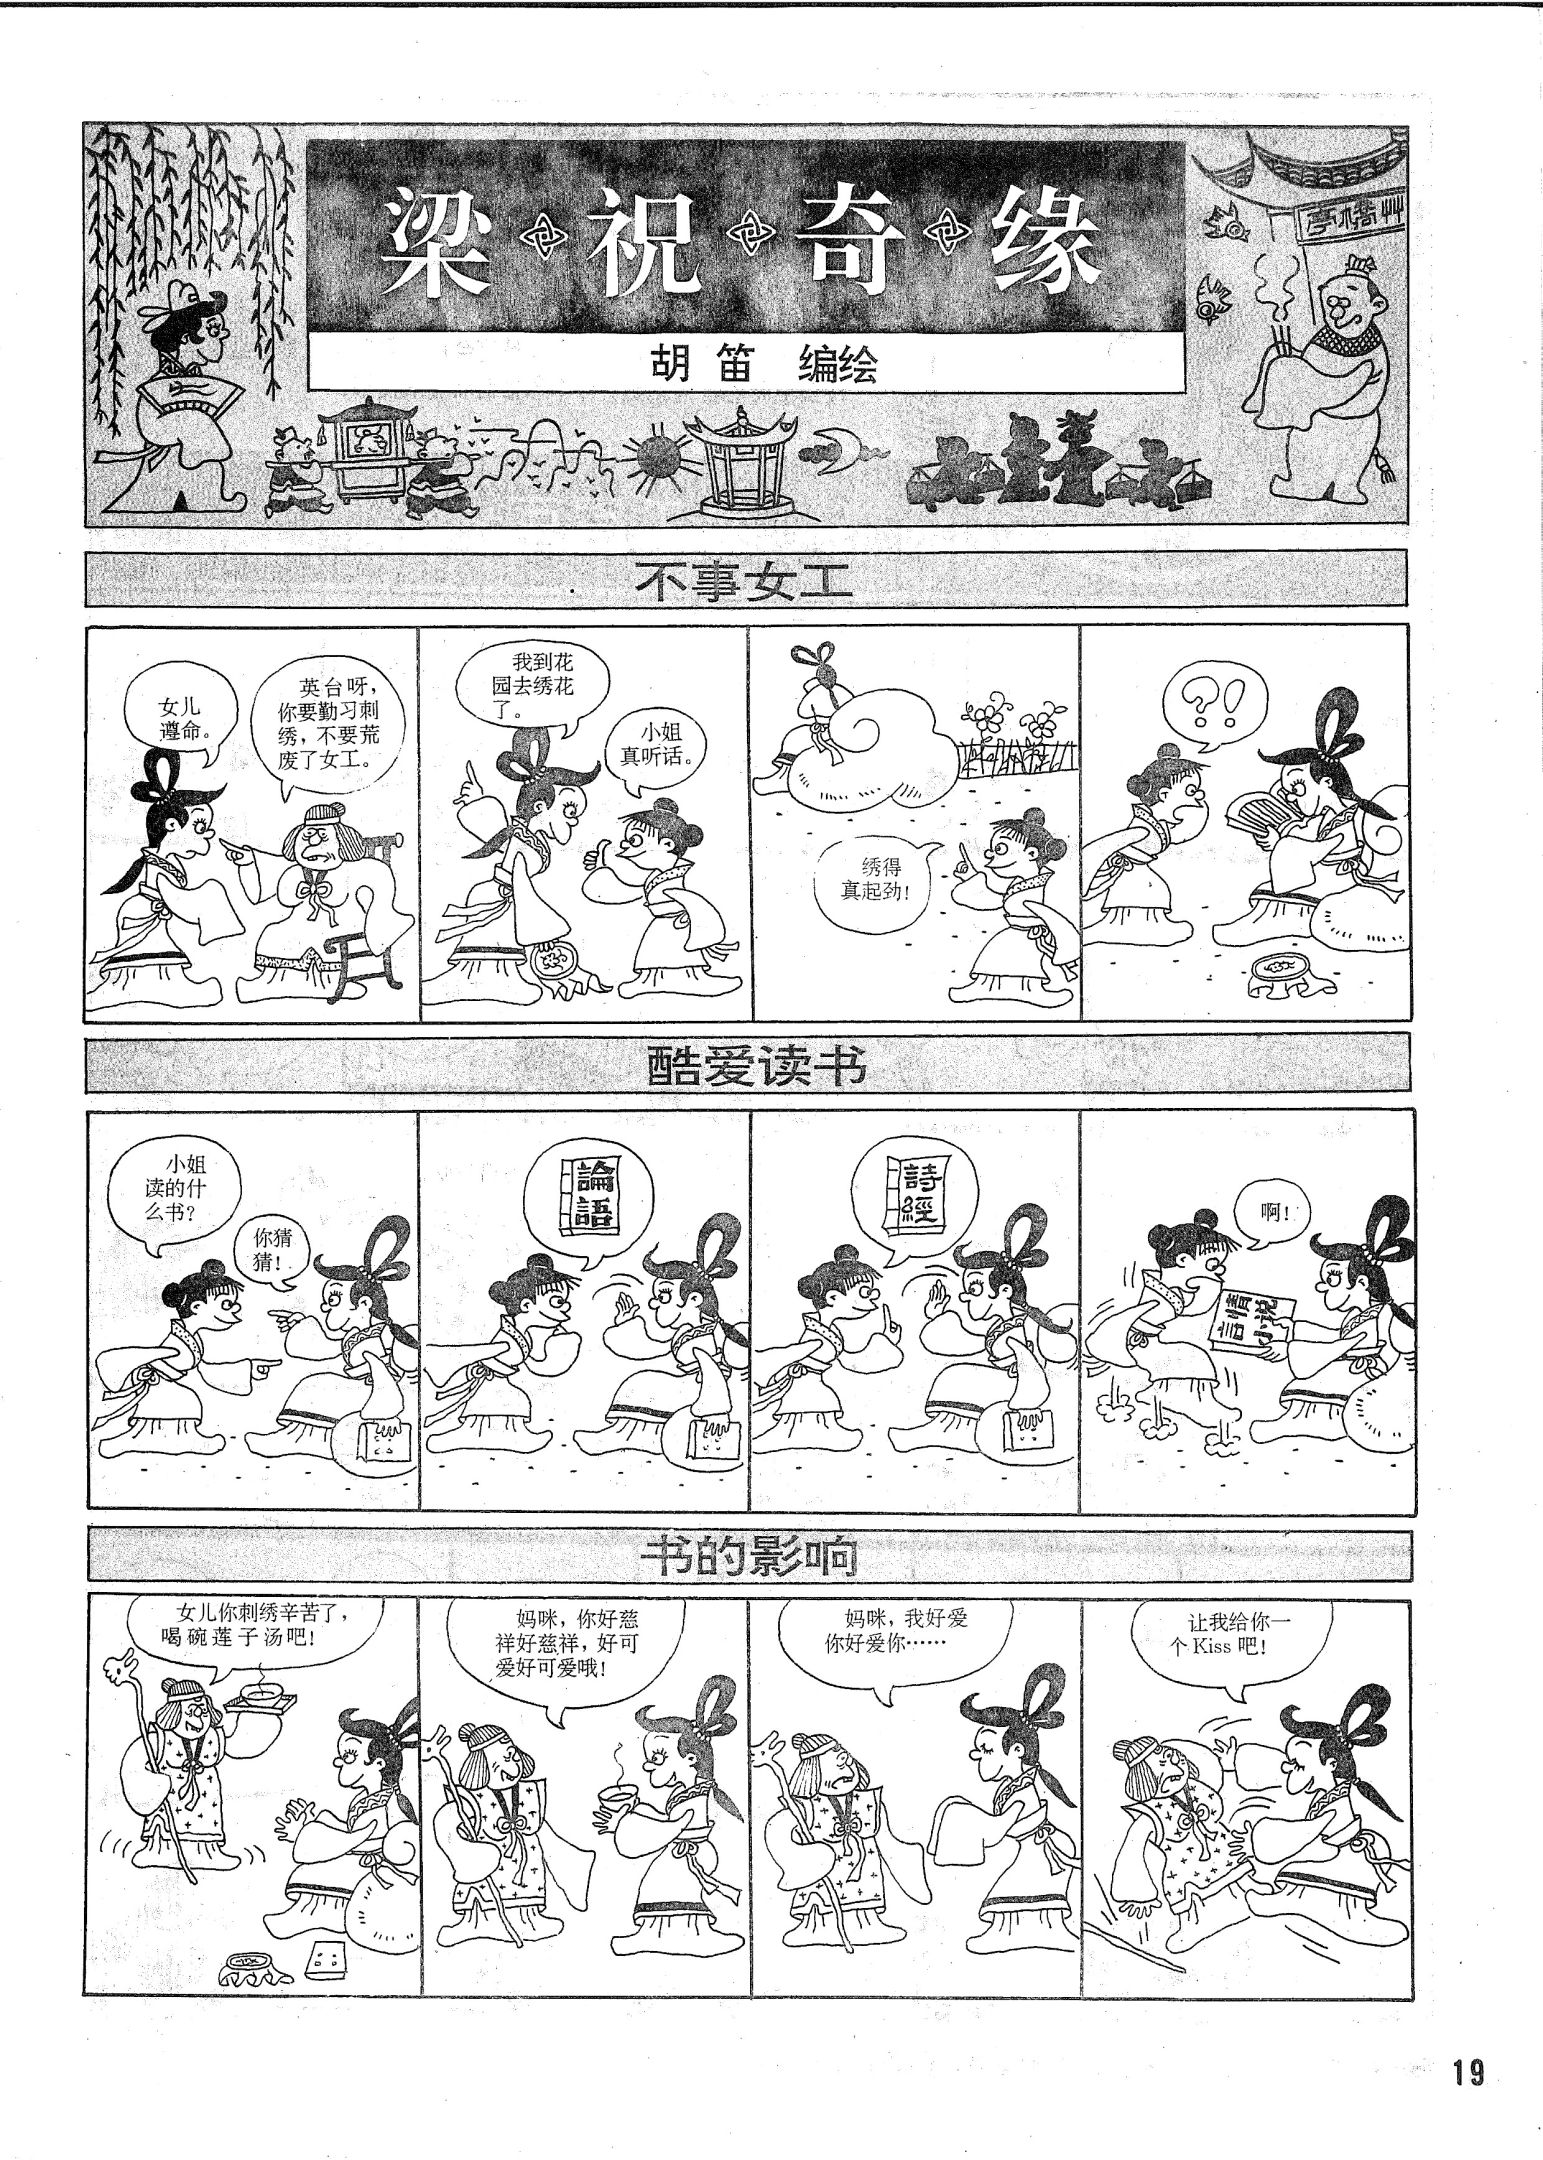 梁祝奇缘
草桥亭
胡笛 编绘
不事女工
女儿
遵命。
英台呀，
你要勤习刺
绣，不要荒
废了女工。
我到花
园去绣花
了。
小姐
真听话。
绣得
真起劲！
？！
酷爱读书
小姐
读的什
么书？
你猜
猜！
論
語
詩
經
啊！
言情
小说
书的影响
女儿你刺绣辛苦了，
喝碗莲子汤吧！
妈咪，你好慈
祥好慈祥，好可
爱好可爱哦！
妈咪，我好爱
你好爱你……
让我给你一
个Kiss吧！
19